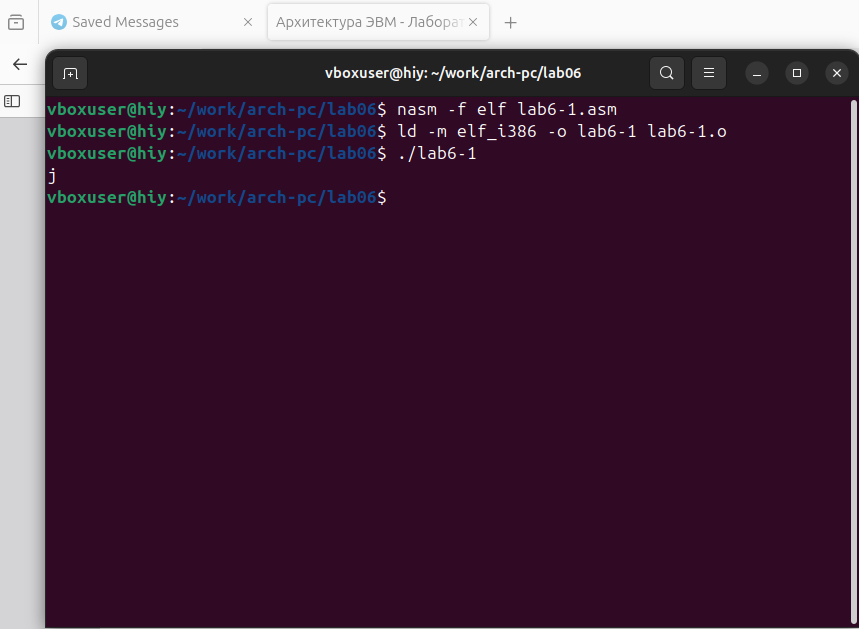 Saved Messages
Архитектура ЭВМ - Лаборат
vboxuser@hiy: ~/work/arch-pc/lab06
vboxuser@hiy:~/work/arch-pc/lab06$ nasm -f elf lab6-1.asm
vboxuser@hiy:~/work/arch-pc/lab06$ ld -m elf_i386 -o lab6-1 lab6-1.o
vboxuser@hiy:~/work/arch-pc/lab06$ ./lab6-1
j
vboxuser@hiy:~/work/arch-pc/lab06$